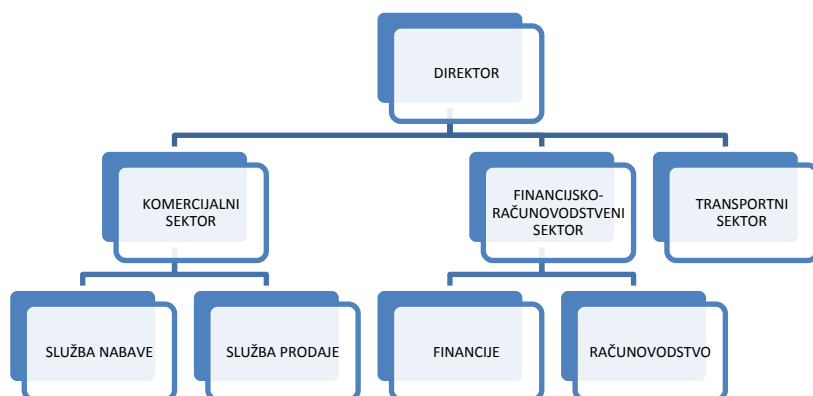 DIREKTOR
KOMERCIJALNI
SEKTOR
FINANCIJSKO-
RAČUNOVODSTVENI
SEKTOR
TRANSPORTNI
SEKTOR
SLUŽBA NABAVE
SLUŽBA PRODAJE
FINANCIJE
RAČUNOVODSTVO